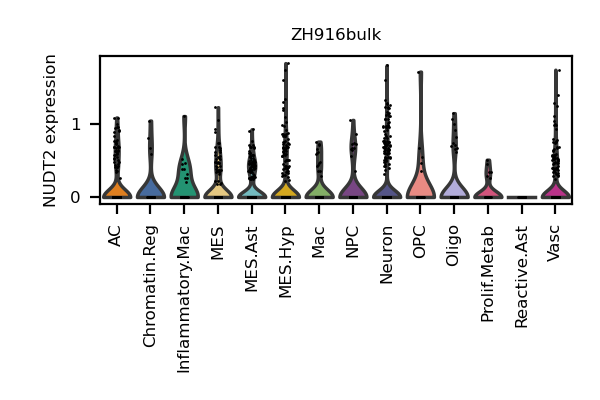 ZH916bulk
NUDT2 expression
1
0
AC
Chromatin.Reg
Inflammatory.Mac
MES
MES.Ast
MES.Hyp
Mac
NPC
Neuron
OPC
Oligo
Prolif.Metab
Reactive.Ast
Vasc